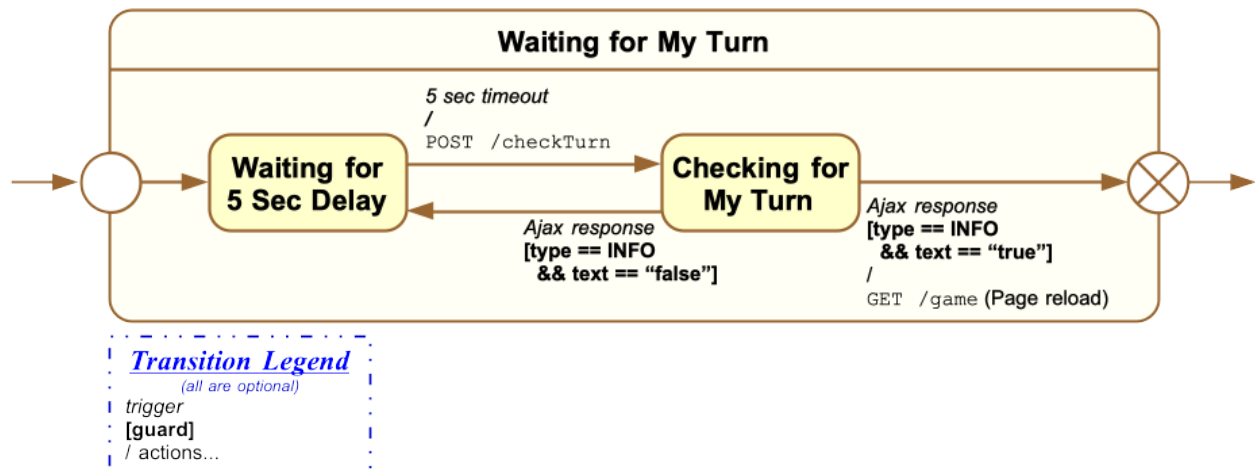 Waiting for My Turn
5 sec timeout
/
POST /checkTurn
Waiting for
5 Sec Delay
Checking for
My Turn
Ajax response
[type == INFO
&& text == “false”]
Ajax response
[type == INFO
&& text == “true”]
/
GET /game (Page reload)
Transition Legend
(all are optional)
trigger
[guard]
/ actions...